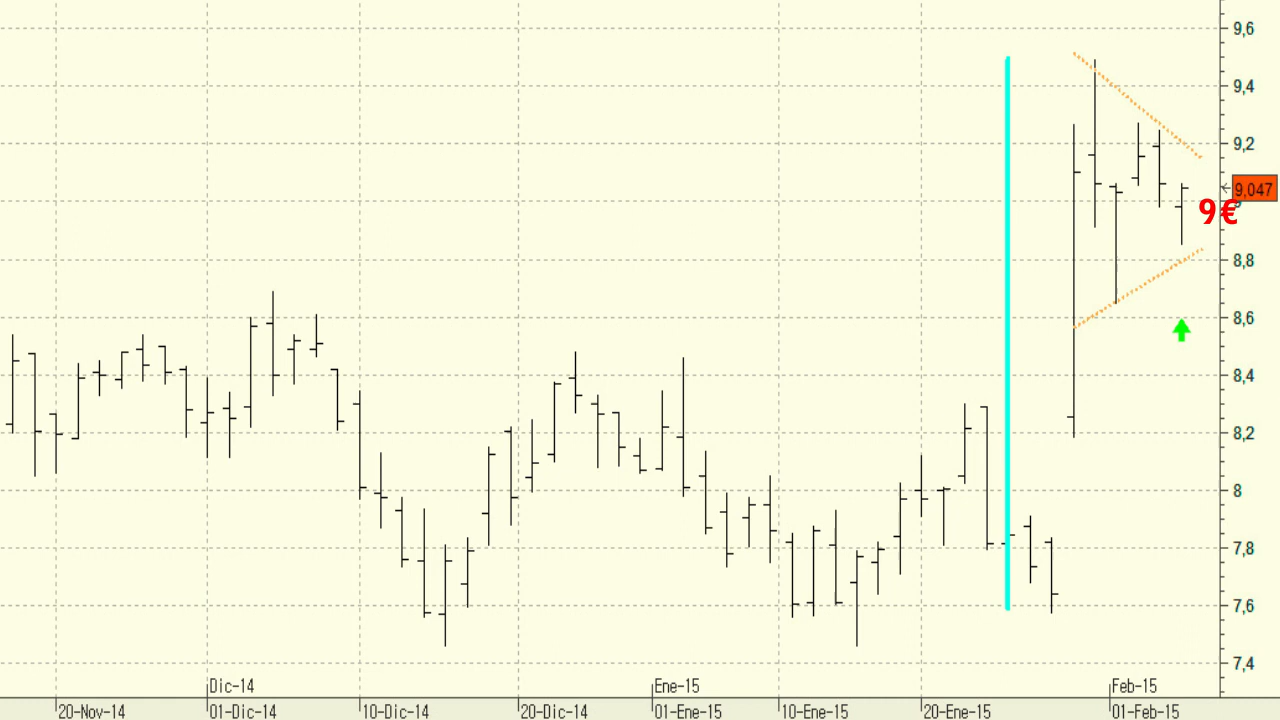 9,6
9,4
9,2
9,047
9
9€
8,8
8,6
8,4
8,2
8
7,8
7,6
7,4
Dic-14
Ene-15
Feb-15
20-Nov-14
01-Dic-14
10-Dic-14
20-Dic-14
01-Ene-15
10-Ene-15
20-Ene-15
01-Feb-15